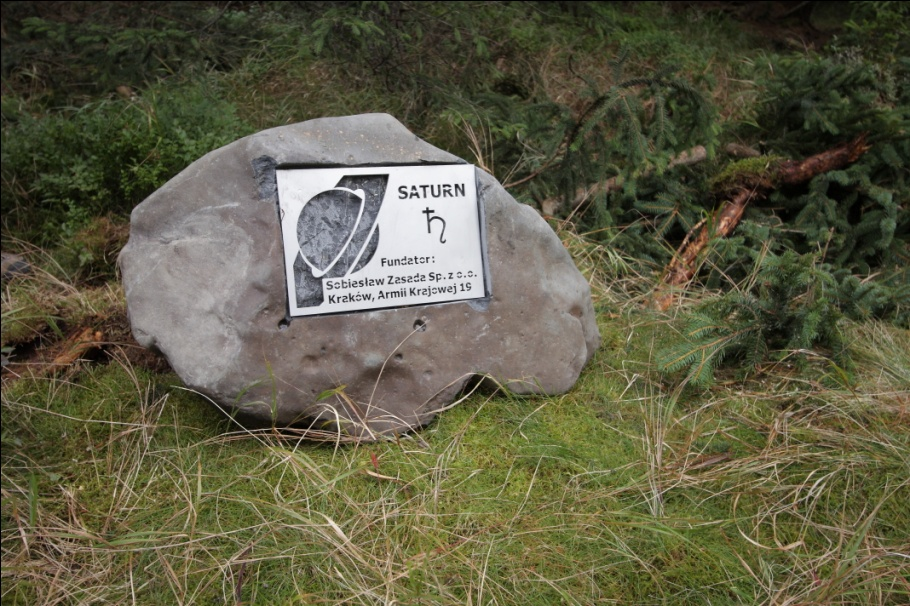 SATURN
♄
Fundator:
Sobiesław Zasada Sp. z o.o.
Kraków, Armii Krajowej 19